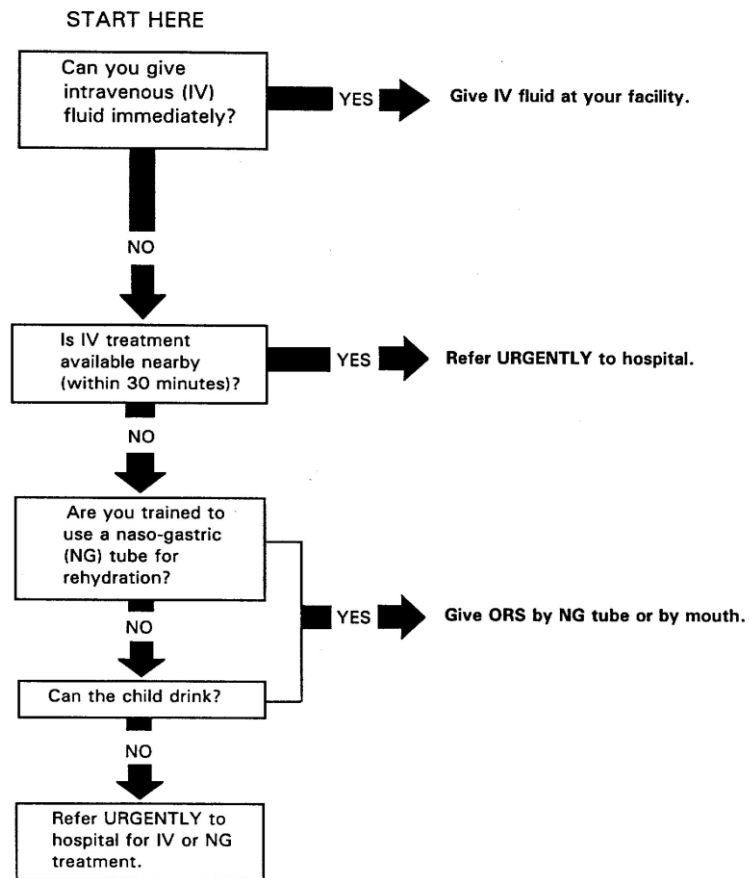 START HERE
Can you give
intravenous (IV)
fluid immediately?
YES
Give IV fluid at your facility.
NO
Is IV treatment
available nearby
(within 30 minutes)?
YES
Refer URGENTLY to hospital.
NO
Are you trained to
use a naso-gastric
(NG) tube for
rehydration?
YES
Give ORS by NG tube or by mouth.
NO
Can the child drink?
NO
Refer URGENTLY to
hospital for IV or NG
treatment.